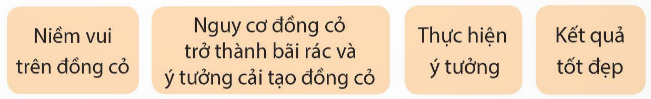 Niềm vui
trên đồng cỏ
Nguy cơ đồng cỏ
trở thành bãi rác và
ý tưởng cải tạo đồng cỏ
Thực hiện
ý tưởng
Kết quả
tốt đẹp